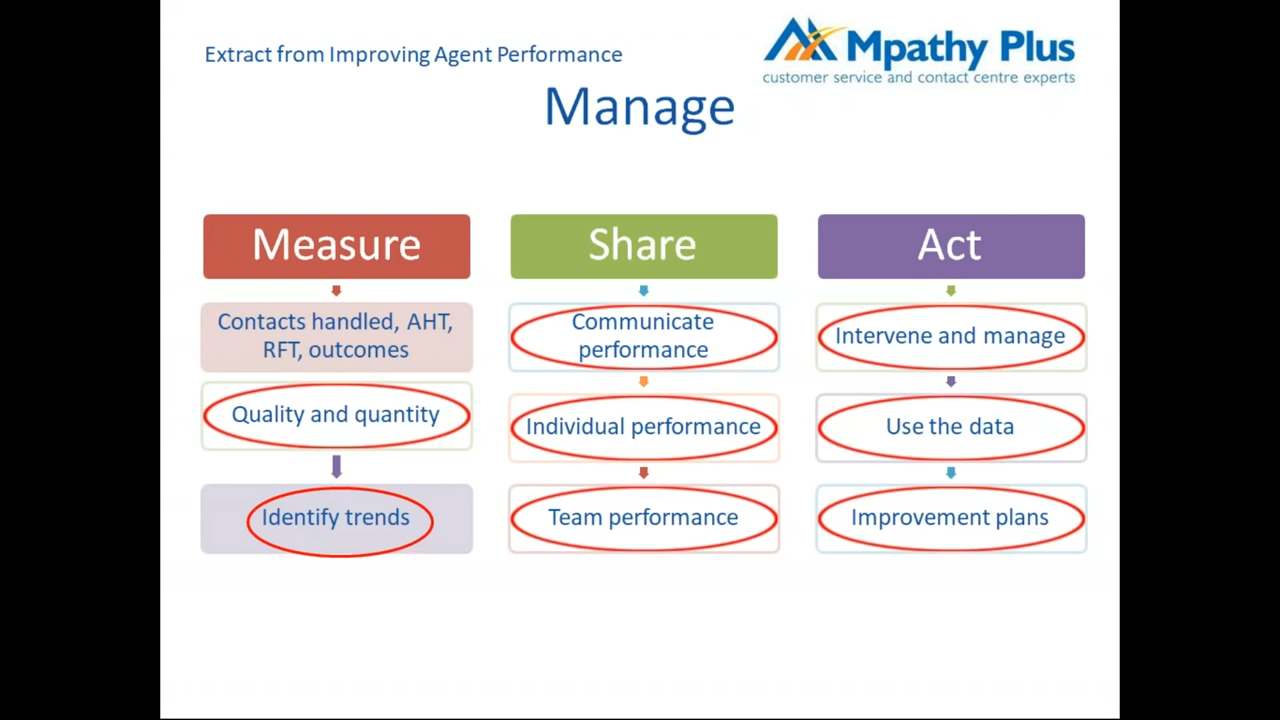 Extract from Improving Agent Performance
Mpathy Plus
customer service and contact centre experts
Manage
Measure
Contacts handled, AHT,
RFT, outcomes
Quality and quantity
Identify trends
Share
Communicate
performance
Individual performance
Team performance
Act
Intervene and manage
Use the data
Improvement plans